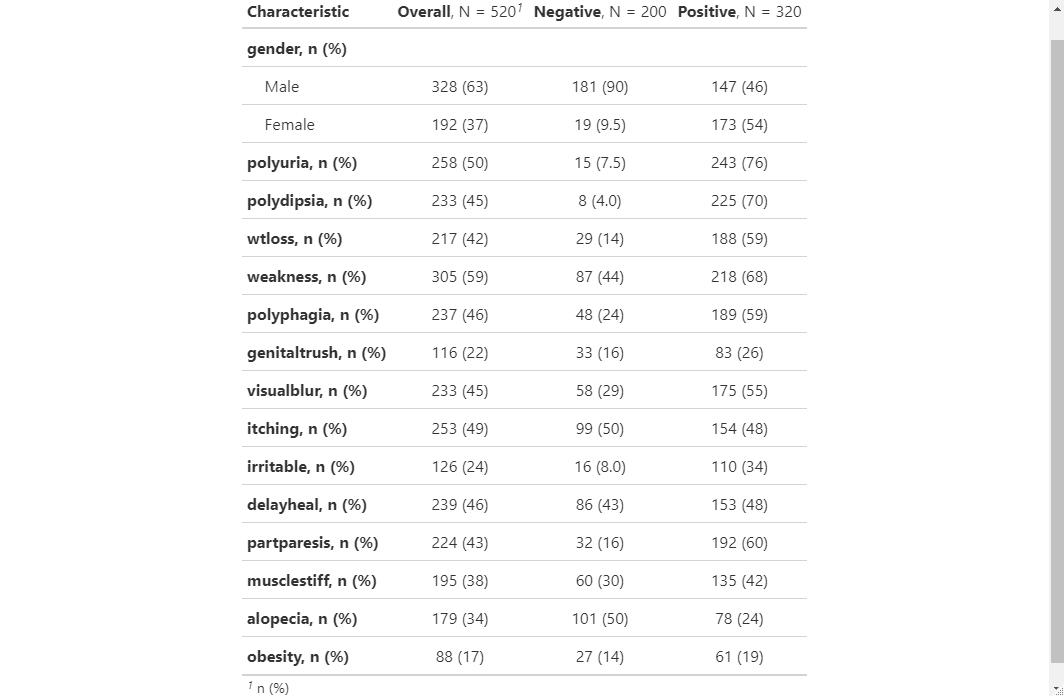 Characteristic Overall, N = 520¹ Negative, N = 200 Positive, N = 320
gender, n (%)
Male 328 (63) 181 (90) 147 (46)
Female 192 (37) 19 (9.5) 173 (54)
polyuria, n (%) 258 (50) 15 (7.5) 243 (76)
polydipsia, n (%) 233 (45) 8 (4.0) 225 (70)
wtloss, n (%) 217 (42) 29 (14) 188 (59)
weakness, n (%) 305 (59) 87 (44) 218 (68)
polyphagia, n (%) 237 (46) 48 (24) 189 (59)
genitaltrush, n (%) 116 (22) 33 (16) 83 (26)
visualblur, n (%) 233 (45) 58 (29) 175 (55)
itching, n (%) 253 (49) 99 (50) 154 (48)
irritable, n (%) 126 (24) 16 (8.0) 110 (34)
delayheal, n (%) 239 (46) 86 (43) 153 (48)
partparesis, n (%) 224 (43) 32 (16) 192 (60)
musclestiff, n (%) 195 (38) 60 (30) 135 (42)
alopecia, n (%) 179 (34) 101 (50) 78 (24)
obesity, n (%) 88 (17) 27 (14) 61 (19)
¹ n (%)